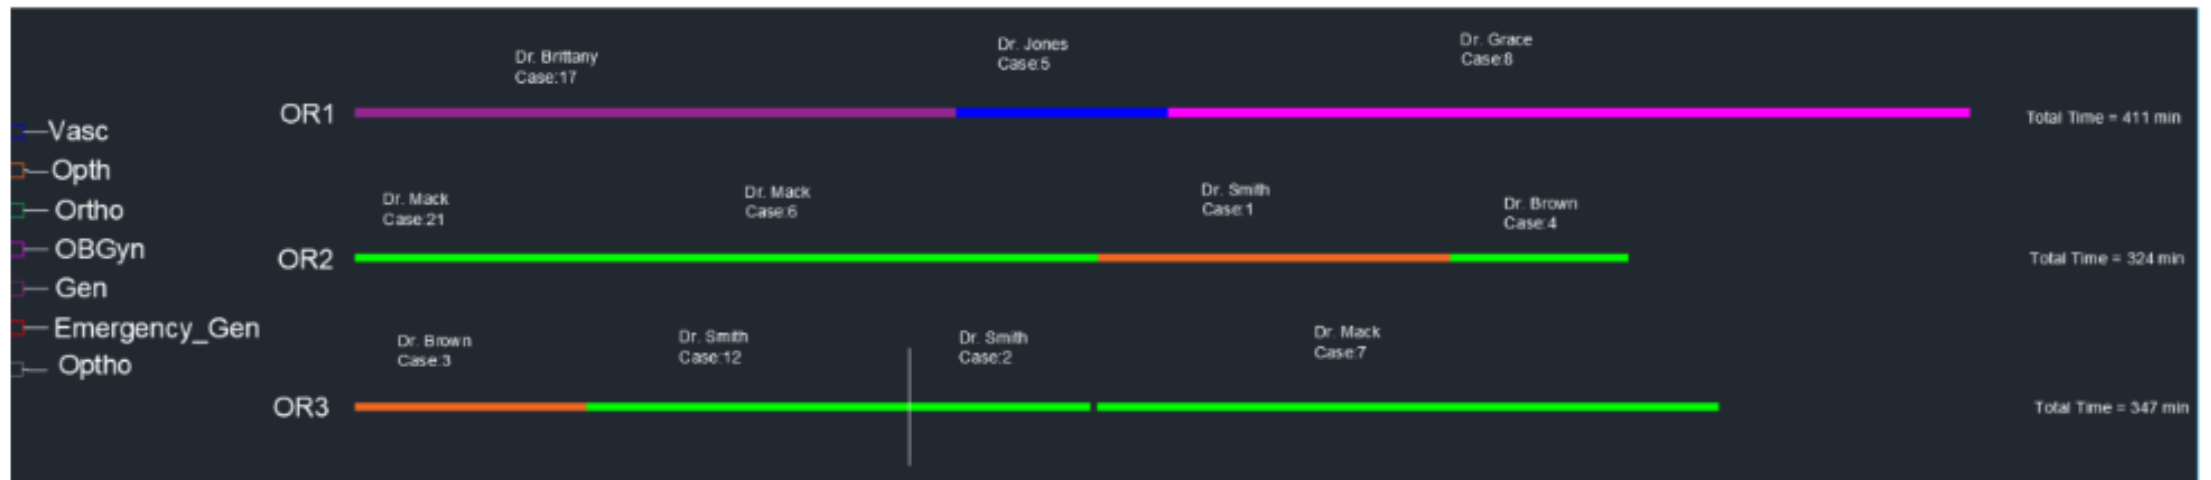 Dr. Brittany
Case:17
Dr. Jones
Case:5
Dr. Grace
Case:8
OR1
Total Time = 411 min
Vasc
Opth
Ortho
OBGyn
Gen
Emergency_Gen
Optho
Dr. Mack
Case:21
Dr. Mack
Case:6
Dr. Smith
Case:1
Dr. Brown
Case:4
OR2
Total Time = 324 min
Dr. Brown
Case:3
Dr. Smith
Case:12
Dr. Smith
Case:2
Dr. Mack
Case:7
OR3
Total Time = 347 min